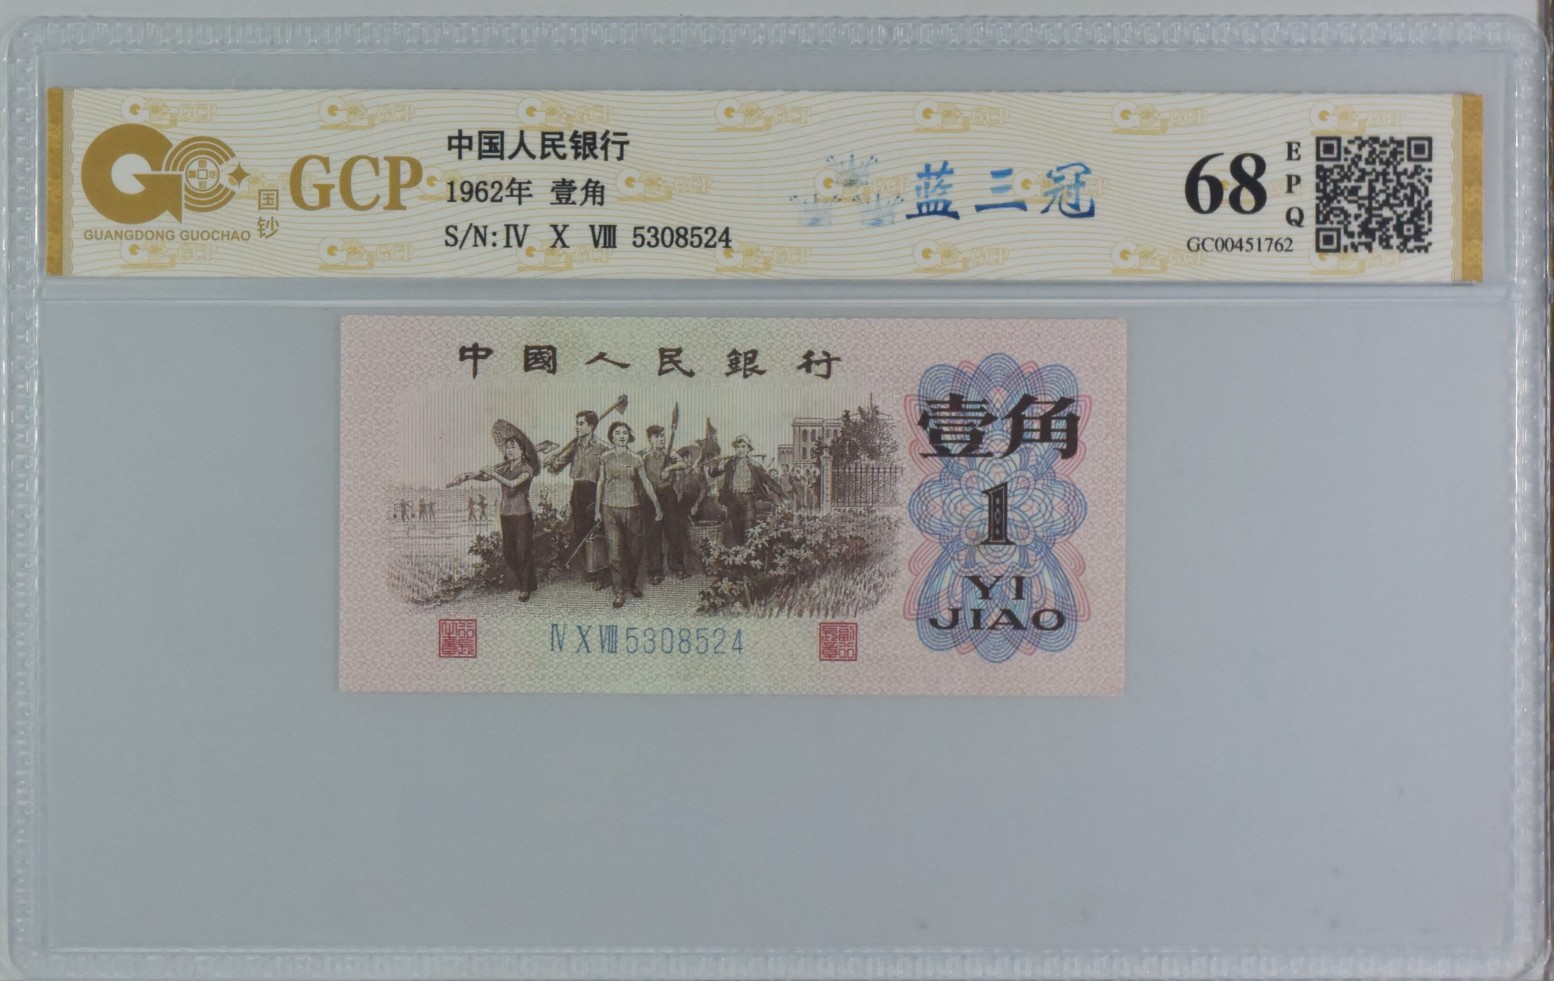 国钞
GUANGDONG GUOCHAO
GCP
中国人民银行
1962年 壹角
S/N: Ⅳ Ⅹ Ⅷ 5308524
蓝三冠
68
EPQ
GC00451762
中國人民銀行
壹角
1
YI
JIAO
Ⅳ Ⅹ Ⅷ 5308524